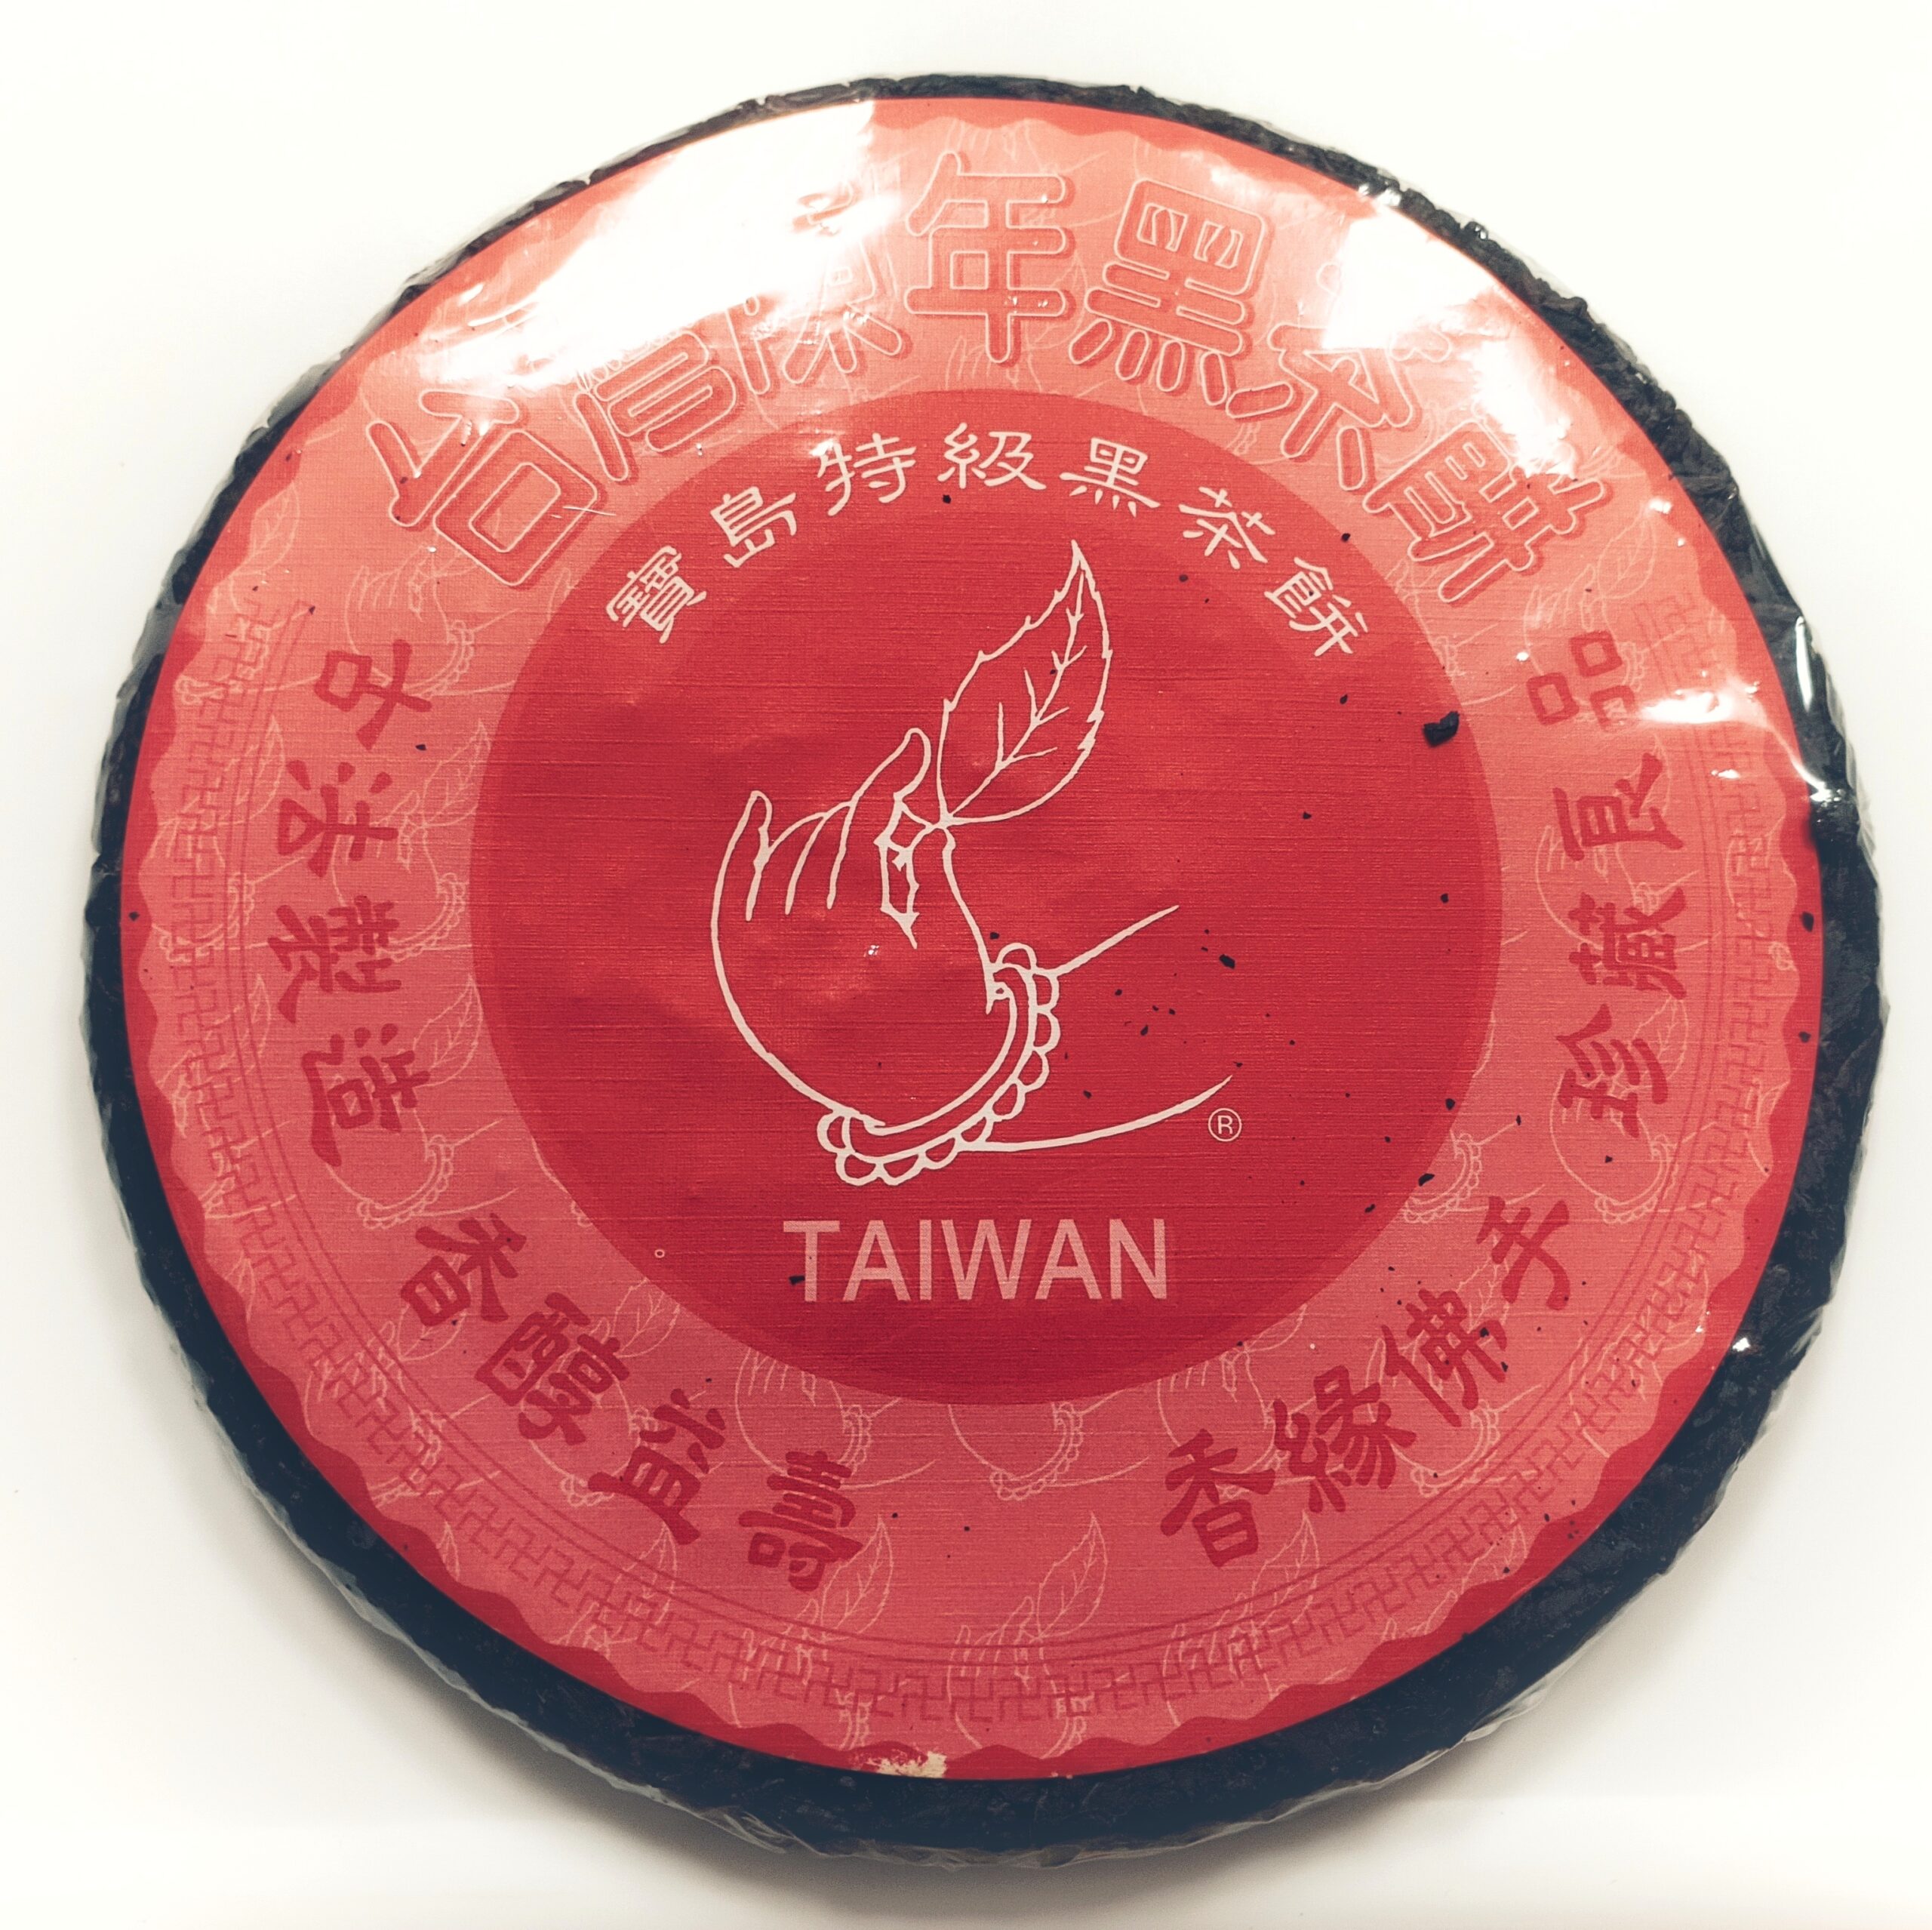 台灣陳年黑茶餅
寶島特級黑茶餅
古法製造
香醇益壽
香緣佛手
珍藏良品
®
TAIWAN